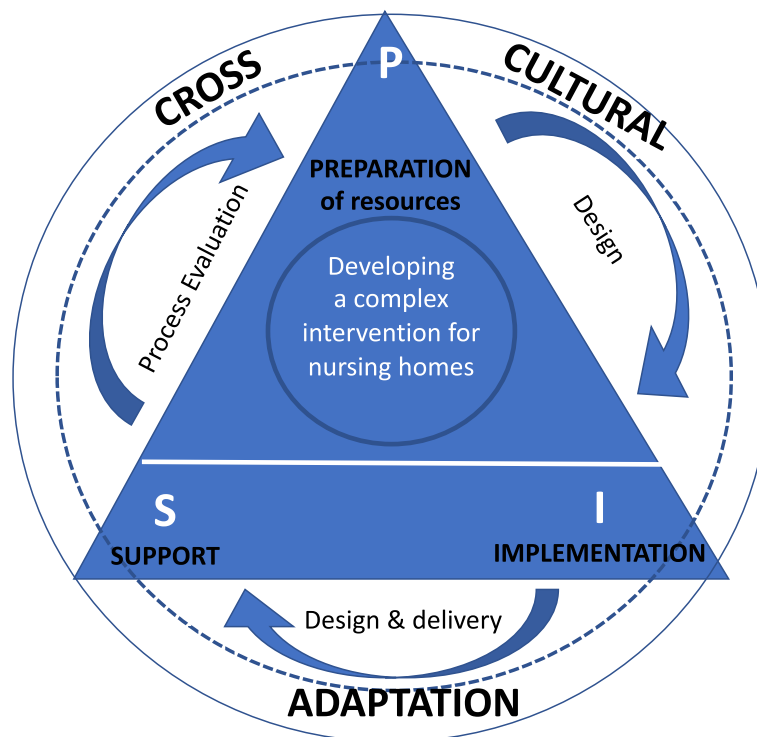 CROSS
CULTURAL
P
PREPARATION
of resources
Process Evaluation
Design
Developing
a complex
intervention for
nursing homes
S
I
SUPPORT
IMPLEMENTATION
Design & delivery
ADAPTATION